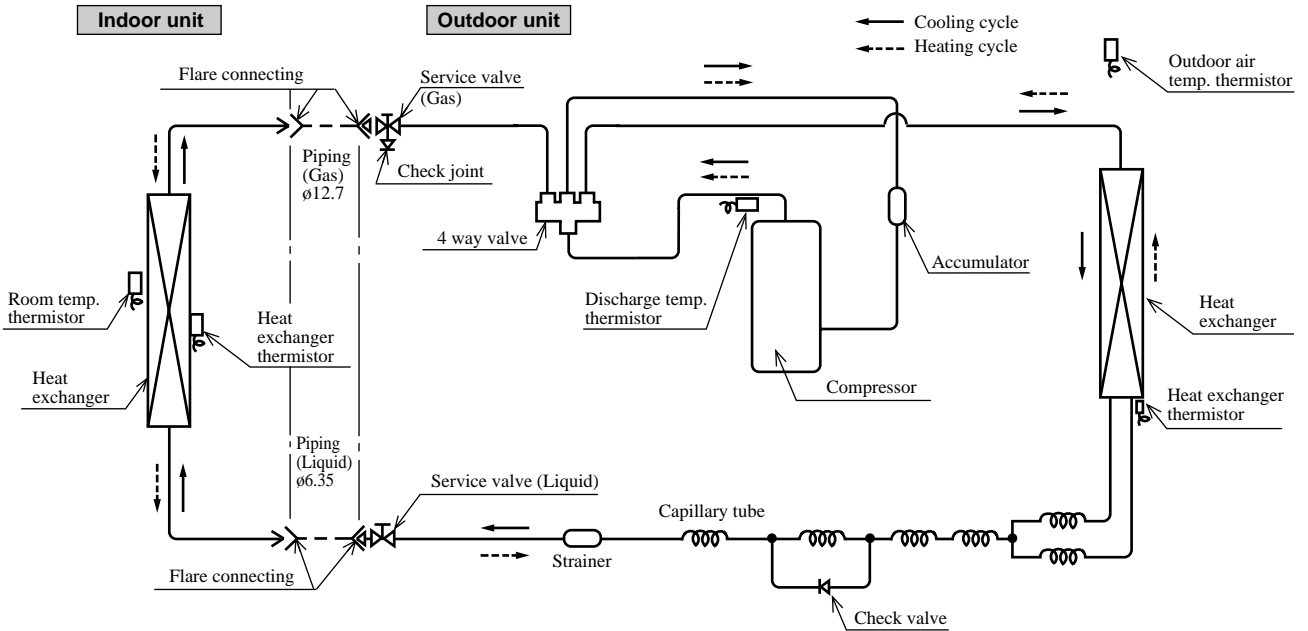 Indoor unit
Outdoor unit
Cooling cycle
Heating cycle
Outdoor air
temp. thermistor
Flare connecting
Service valve
(Gas)
Piping
(Gas)
ø12.7
Check joint
4 way valve
Accumulator
Discharge temp.
thermistor
Room temp.
thermistor
Heat
exchanger
thermistor
Heat
exchanger
Heat
exchanger
Compressor
Heat exchanger
thermistor
Piping
(Liquid)
ø6.35
Service valve (Liquid)
Capillary tube
Strainer
Flare connecting
Check valve